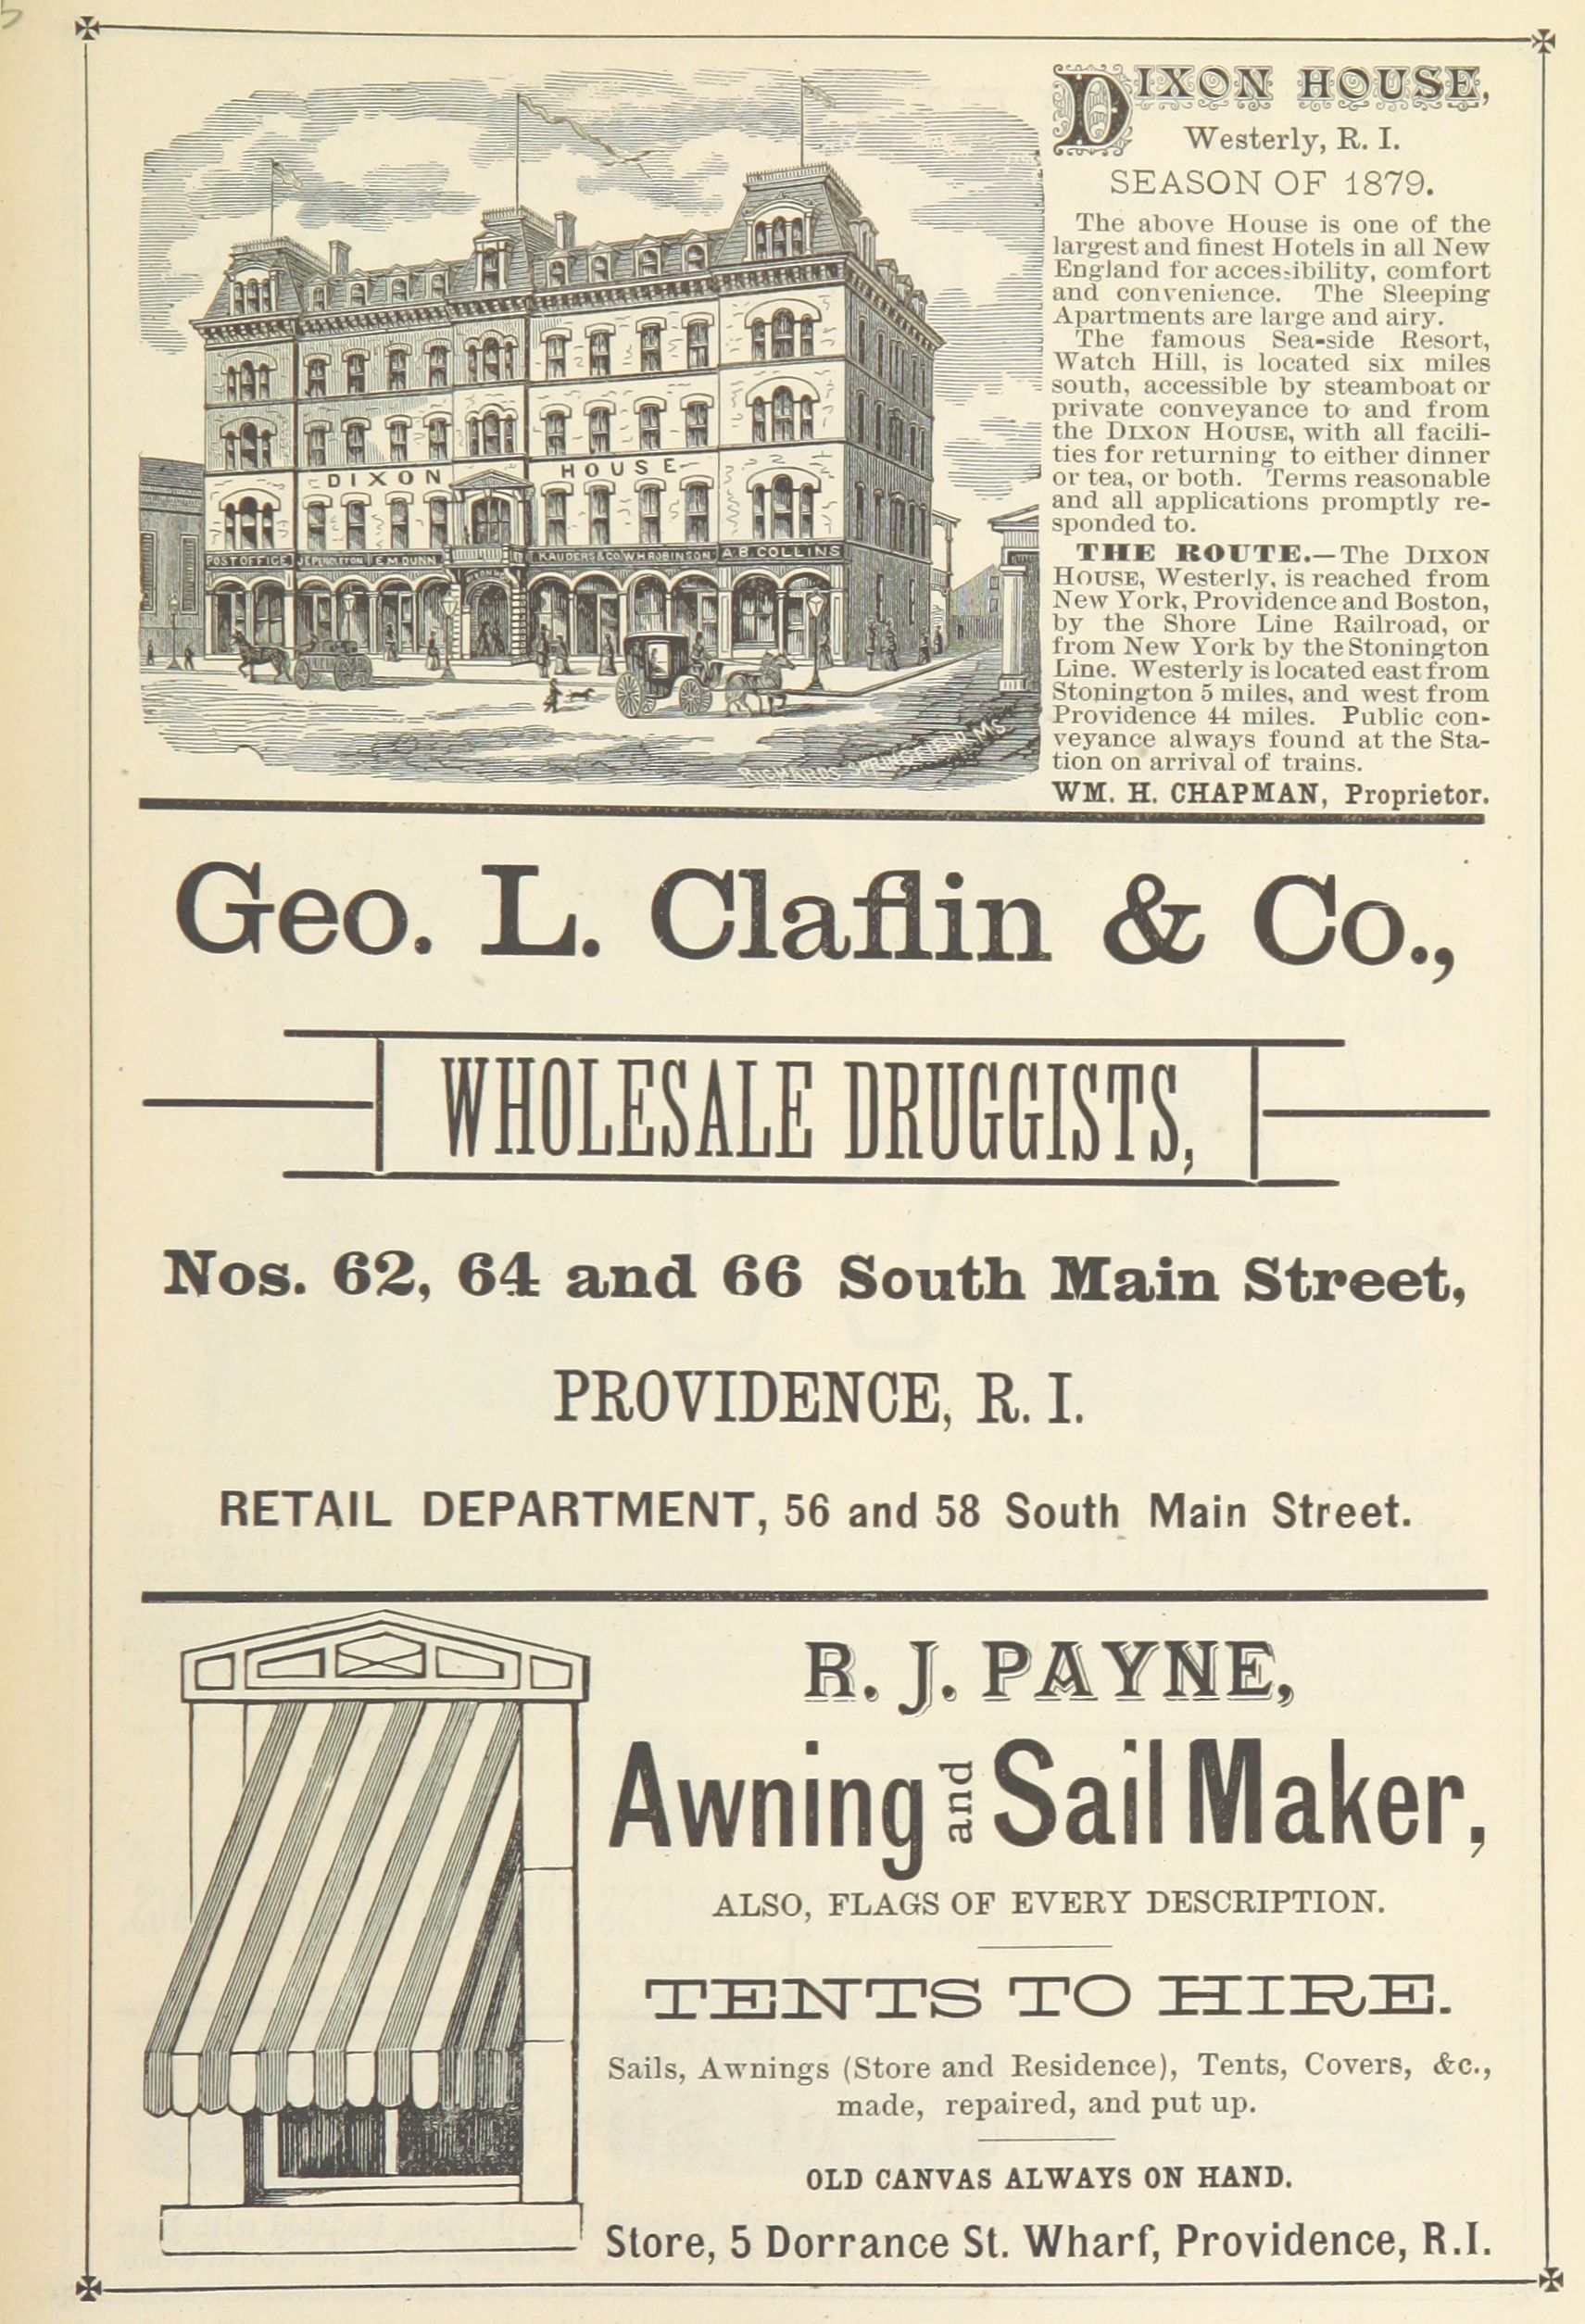 DIXON HOUSE,
Westerly, R. I.
SEASON OF 1879.
The above House is one of the
largest and finest Hotels in all New
England for accessibility, comfort
and convenience. The Sleeping
Apartments are large and airy.
The famous Sea-side Resort,
Watch Hill, is located six miles
south, accessible by steamboat or
private conveyance to and from
the DIXON HOUSE, with all facili-
ties for returning to either dinner
or tea, or both. Terms reasonable
and all applications promptly re-
sponded to.
THE ROUTE.—The DIXON
HOUSE, Westerly, is reached from
New York, Providence and Boston,
by the Shore Line Railroad, or
from New York by the Stonington
Line. Westerly is located east from
Stonington 5 miles, and west from
Providence 44 miles. Public con-
veyance always found at the Sta-
tion on arrival of trains.
WM. H. CHAPMAN, Proprietor.
DIXON HOUSE
POST OFFICE J.E. PENDLETON E.M. DUNN KAUDERS & CO. W.H. ROBINSON A.B. COLLINS
RICHARDS SPRINGFIELD MS.
Geo. L. Claflin & Co.,
WHOLESALE DRUGGISTS,
Nos. 62, 64 and 66 South Main Street,
PROVIDENCE, R. I.
RETAIL DEPARTMENT, 56 and 58 South Main Street.
R. J. PAYNE,
Awning and Sail Maker,
ALSO, FLAGS OF EVERY DESCRIPTION.
TENTS TO HIRE.
Sails, Awnings (Store and Residence), Tents, Covers, &c.,
made, repaired, and put up.
OLD CANVAS ALWAYS ON HAND.
Store, 5 Dorrance St. Wharf, Providence, R.I.